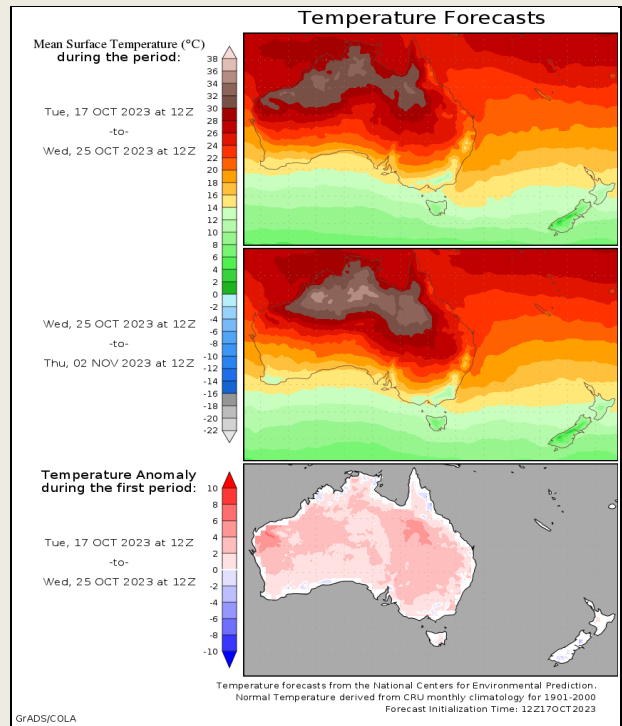 Temperature Forecasts
Mean Surface Temperature (°C)
during the period:
Tue, 17 OCT 2023 at 12Z
-to-
Wed, 25 OCT 2023 at 12Z
38
36
34
32
30
28
26
24
22
20
18
16
14
12
10
8
6
4
2
0
-2
-4
-6
-8
-10
-12
-14
-16
-18
-20
-22
Wed, 25 OCT 2023 at 12Z
-to-
Thu, 02 NOV 2023 at 12Z
Temperature Anomaly
during the first period:
Tue, 17 OCT 2023 at 12Z
-to-
Wed, 25 OCT 2023 at 12Z
10
8
6
4
2
0
-2
-4
-6
-8
-10
Temperature forecasts from the National Centers for Environmental Prediction.
Normal Temperature derived from CRU monthly climatology for 1901-2000
Forecast Initialization Time: 12Z17OCT2023
GrADS/COLA